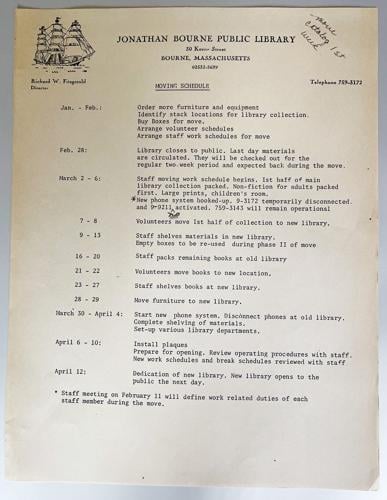 move
catalog 1st
week
JONATHAN BOURNE PUBLIC LIBRARY
30 Keene Street
BOURNE, MASSACHUSETTS
02532-3699
Richard W. Fitzgerald
Director
Telephone 759-3172
MOVING SCHEDULE
Jan. - Feb.: Order more furniture and equipment
Identify stack locations for library collection.
Buy Boxes for move.
Arrange volunteer schedules
Arrange staff work schedules for move
Feb. 28: Library closes to public. Last day materials
are circulated. They will be checked out for the
regular two-week period and expected back during the move.
March 2 - 6: Staff moving work schedule begins. Ist haff of main
library collection packed. Non-fiction for adults packed
first. Large prints, children's room.
*New phone system hooked-up. 9-3172 temporarily disconnected.
and 9-9211 activated. 759-3143 will remain operational
7 - 8 Volunteers move Ist half of collection to new library.
9 - 13 Staff shelves materials in new library.
Empty boxes to be re-used during phase II of move
16 - 20 Staff packs remaining books at old library
21 - 22 Volunteers move books to new location.
23 - 27 Staff shelves books at new library.
28 - 29 Move furniture to new library.
March 30 - April 4: Start new phone system. Disconnect phones at old library.
Complete shelving of materials.
Set-up various library departments.
April 6 - 10: Install plaques
Prepare for opening. Review operating procedures with staff.
New work schedules and break schedules reviewed with staff
April 12: Dedication of new library. New library opens to the
public the next day.
* Staff meeting on February 11 will define work related duties of each
staff member during the move.